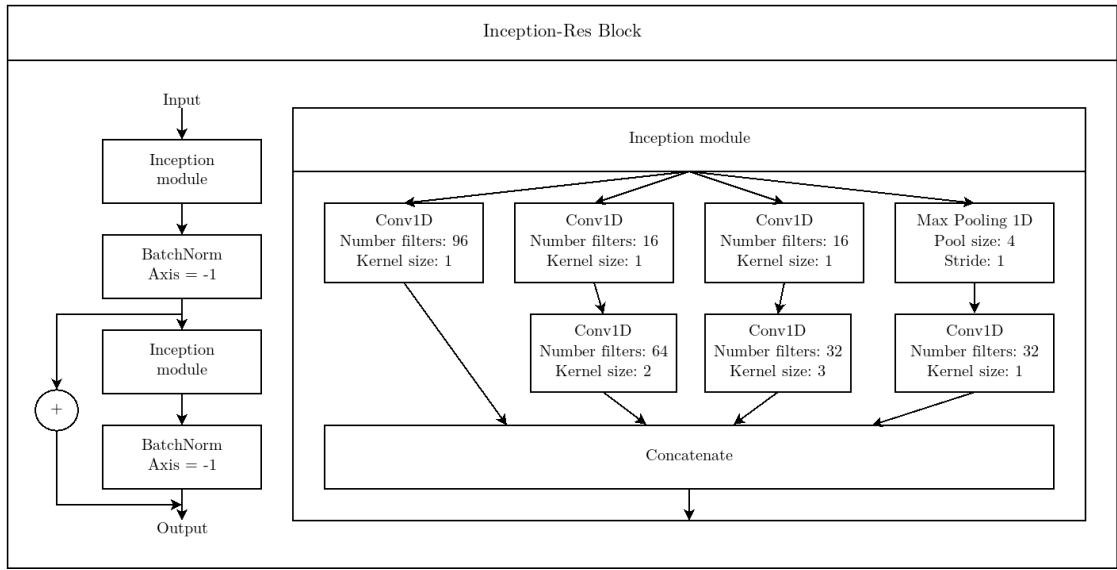 Inception-Res Block
Input
Inception
module
BatchNorm
Axis = -1
Inception
module
+
BatchNorm
Axis = -1
Output
Inception module
Conv1D
Number filters: 96
Kernel size: 1
Conv1D
Number filters: 16
Kernel size: 1
Conv1D
Number filters: 16
Kernel size: 1
Max Pooling 1D
Pool size: 4
Stride: 1
Conv1D
Number filters: 64
Kernel size: 2
Conv1D
Number filters: 32
Kernel size: 3
Conv1D
Number filters: 32
Kernel size: 1
Concatenate